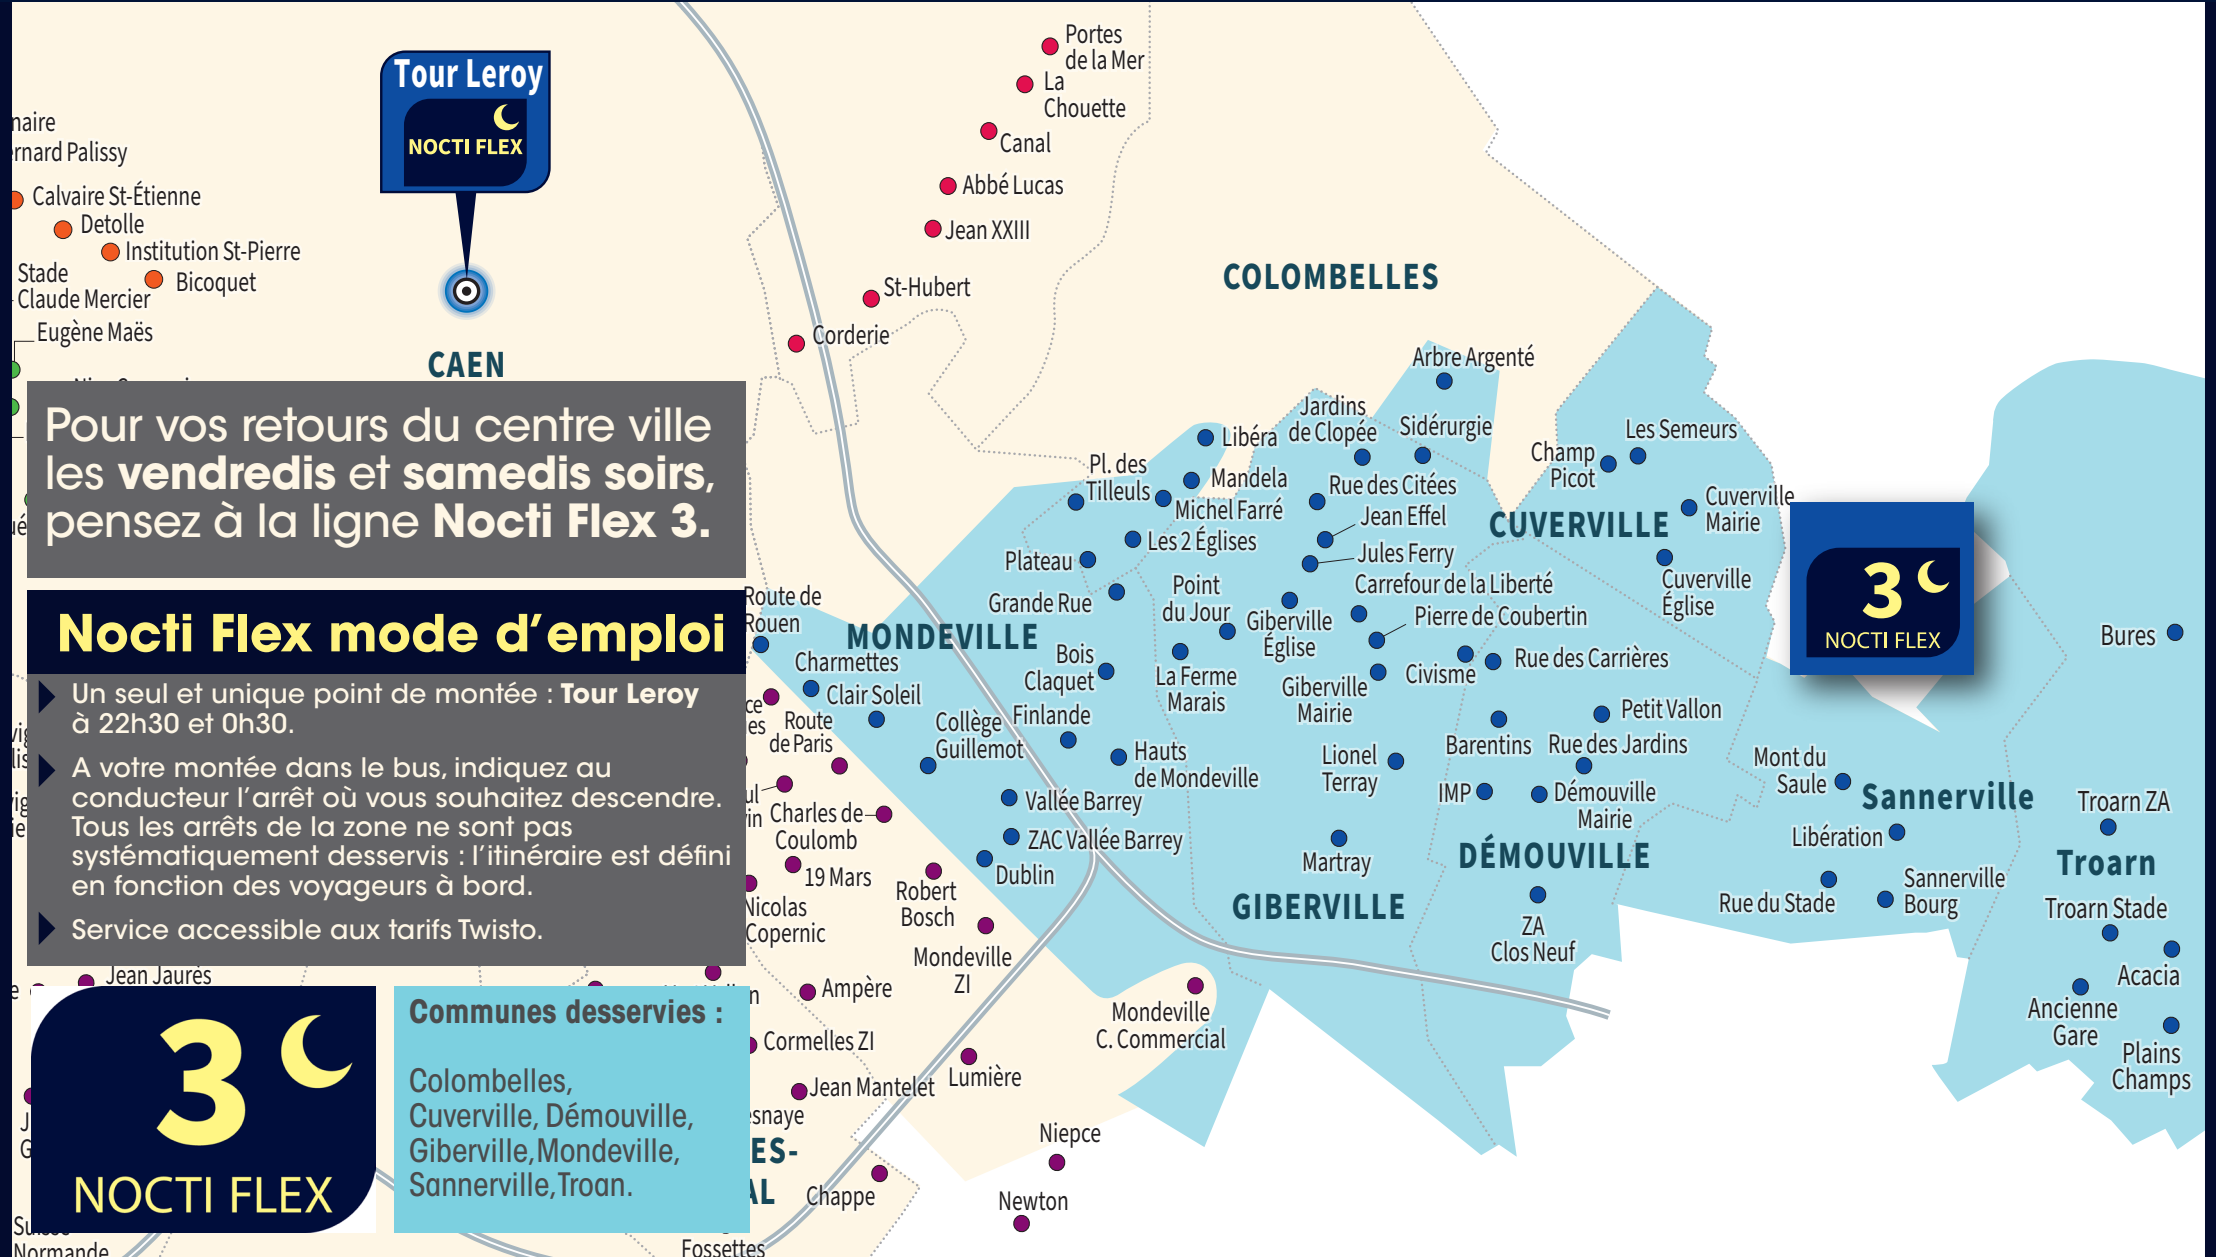 Tour Leroy
NOCTI FLEX
Portes
de la Mer
La
Chouette
Canal
Abbé Lucas
Jean XXIII
St-Hubert
Corderie
Calvaire St-Étienne
Detolle
Institution St-Pierre
Bicoquet
Stade
Claude Mercier
Eugène Maës
CAEN
COLOMBELLES
Pour vos retours du centre ville
les vendredis et samedis soirs,
pensez à la ligne Nocti Flex 3.
Nocti Flex mode d'emploi
Un seul et unique point de montée : Tour Leroy
à 22h30 et 0h30.
A votre montée dans le bus, indiquez au
conducteur l'arrêt où vous souhaitez descendre.
Tous les arrêts de la zone ne sont pas
systématiquement desservis : l'itinéraire est défini
en fonction des voyageurs à bord.
Service accessible aux tarifs Twisto.
Jean Jaurès
3
NOCTI FLEX
Communes desservies :
Colombelles,
Cuverville, Démouville,
Giberville,Mondeville,
Sannerville,Troan.
Normande
Fossettes
Arbre Argenté
Jardins
de Clopée
Sidérurgie
Libéra
Pl. des
Tilleuls
Mandela
Michel Farré
Rue des Citées
Jean Effel
Les 2 Églises
Jules Ferry
Plateau
Carrefour de la Liberté
Grande Rue
Point
du Jour
Giberville
Église
Pierre de Coubertin
Champ
Picot
Les Semeurs
Cuverville
Mairie
CUVERVILLE
Cuverville
Église
3
NOCTI FLEX
Bures
Route de
Rouen
MONDEVILLE
Charmettes
Clair Soleil
Bois
Claquet
La Ferme
Marais
Giberville
Mairie
Civisme
Rue des Carrières
Route
de Paris
Collège
Guillemot
Finlande
Hauts
de Mondeville
Lionel
Terray
Barentins
Petit Vallon
Rue des Jardins
IMP
Démouville
Mairie
Mont du
Saule
Sannerville
Troarn ZA
Charles de
Coulomb
Vallée Barrey
ZAC Vallée Barrey
Dublin
Martray
DÉMOUVILLE
Libération
Troarn
19 Mars
Robert
Bosch
GIBERVILLE
ZA
Clos Neuf
Rue du Stade
Sannerville
Bourg
Troarn Stade
Nicolas
Copernic
Mondeville
ZI
Acacia
Ampère
Mondeville
C. Commercial
Ancienne
Gare
Plains
Champs
Cormelles ZI
Jean Mantelet
Lumière
Niepce
Chappe
Newton